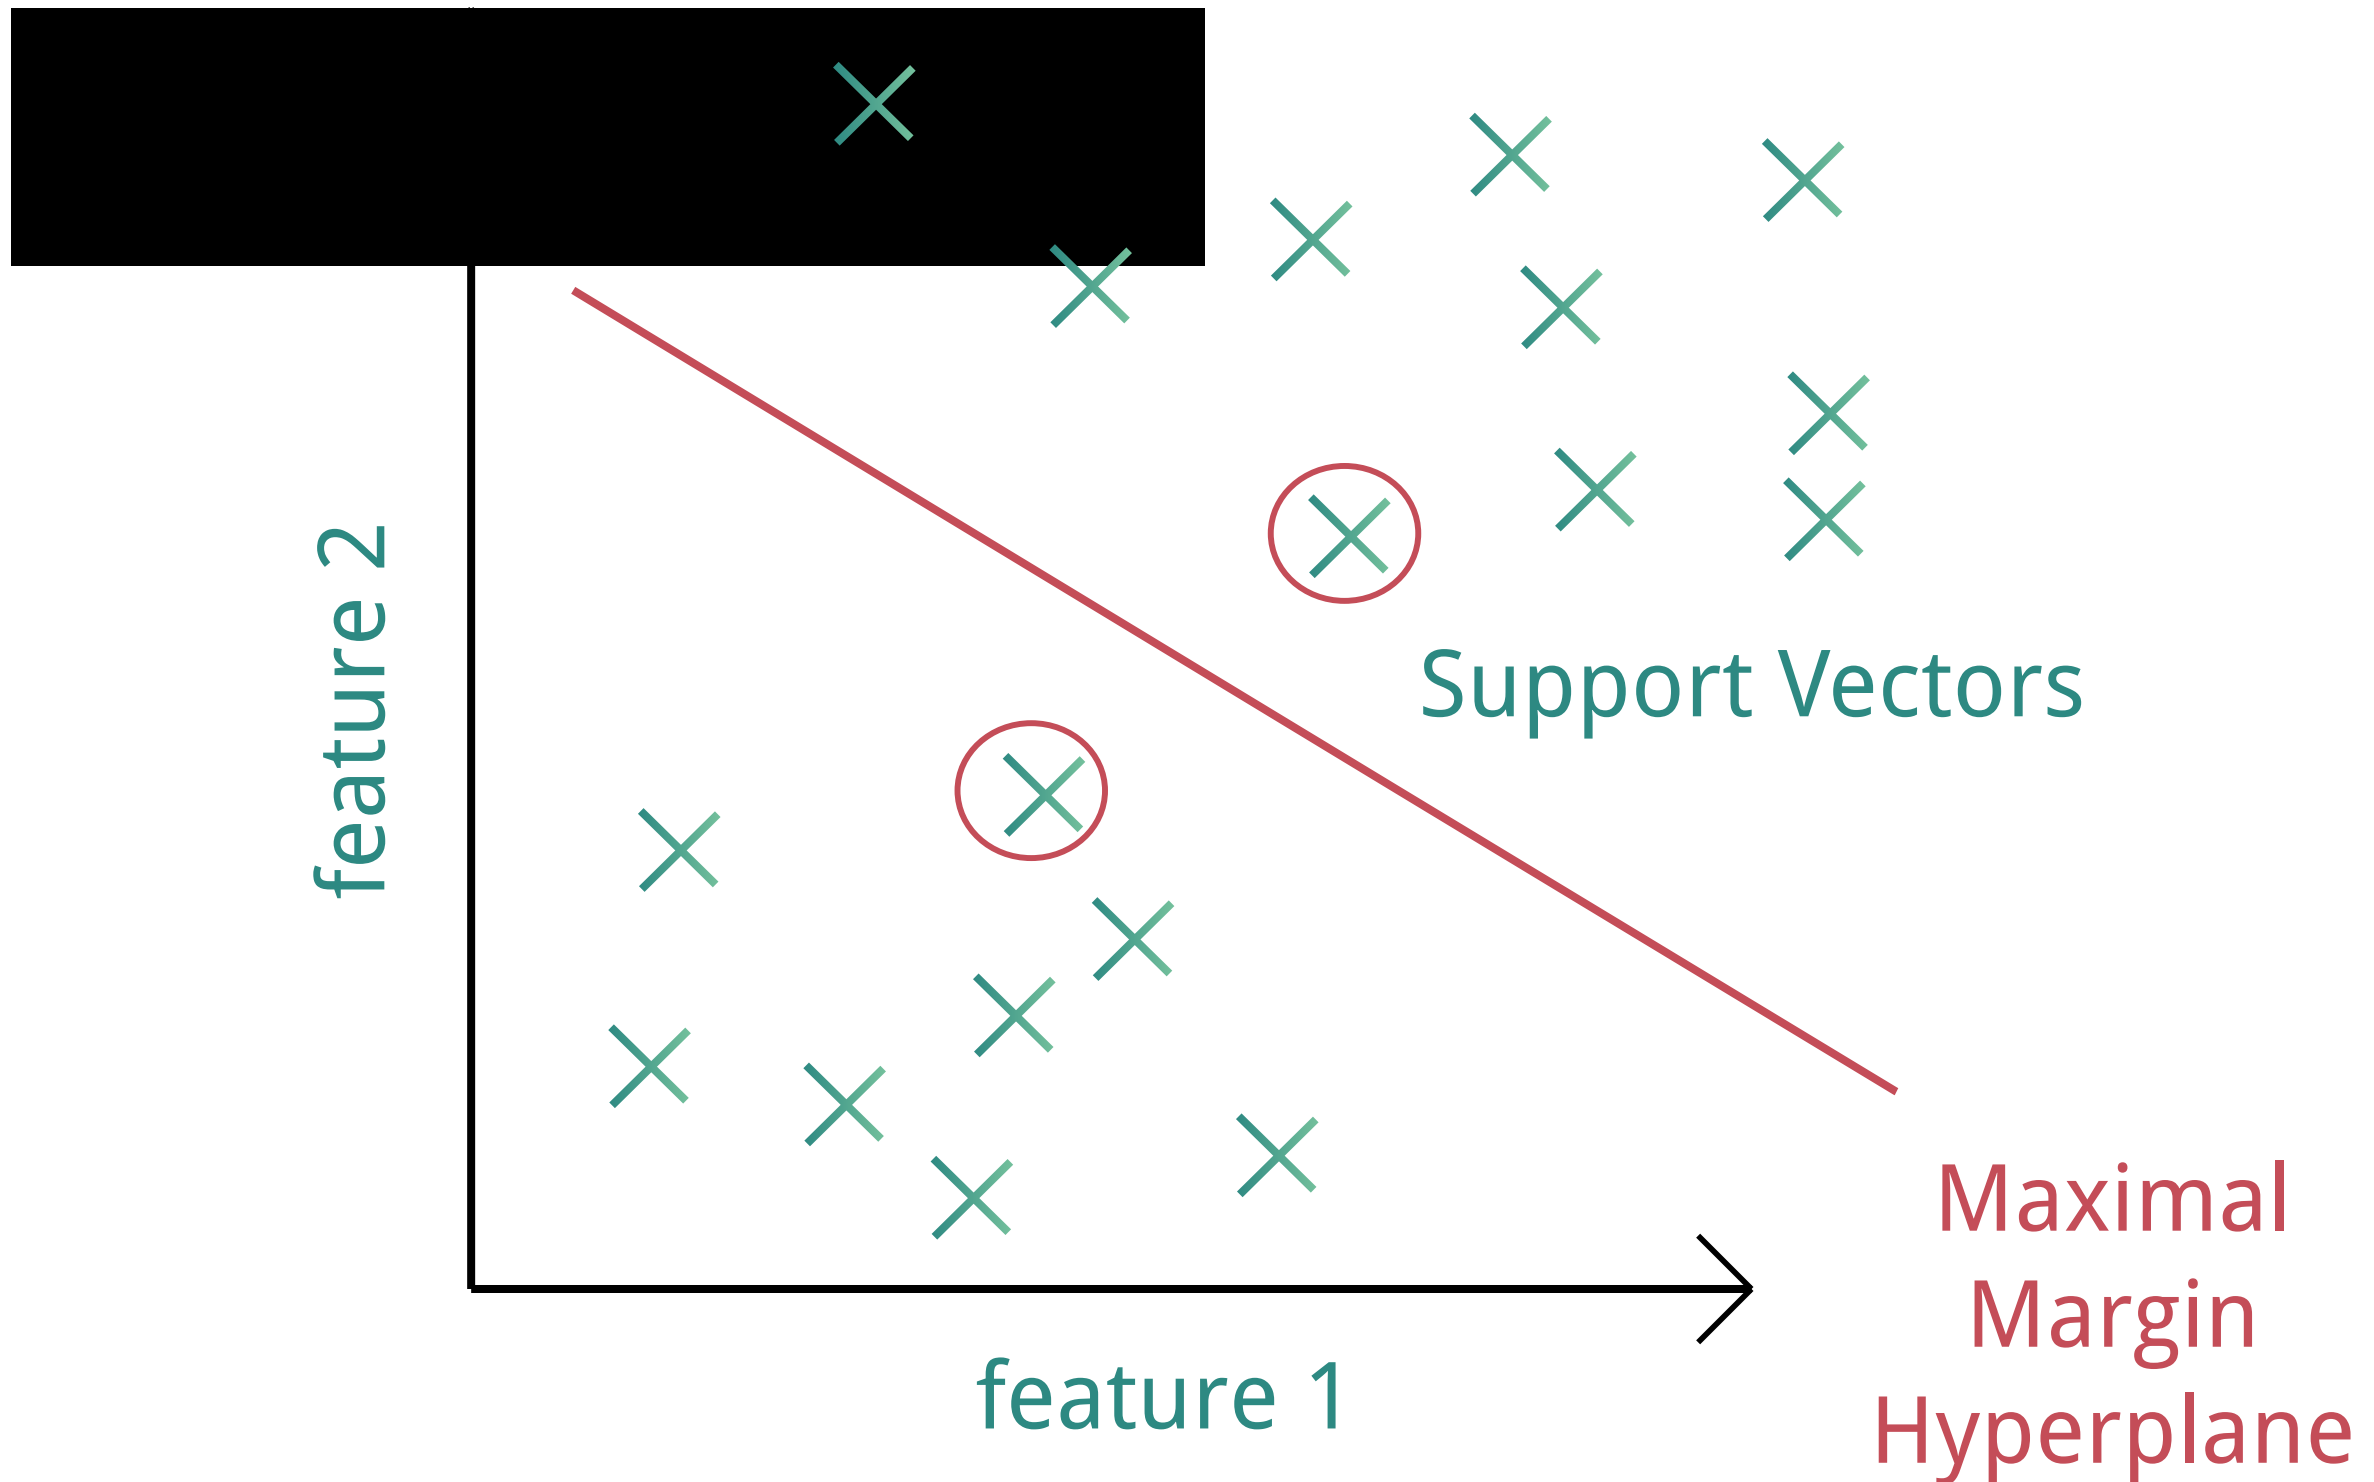 feature 2
Support Vectors
Maximal
Margin
Hyperplane
feature 1